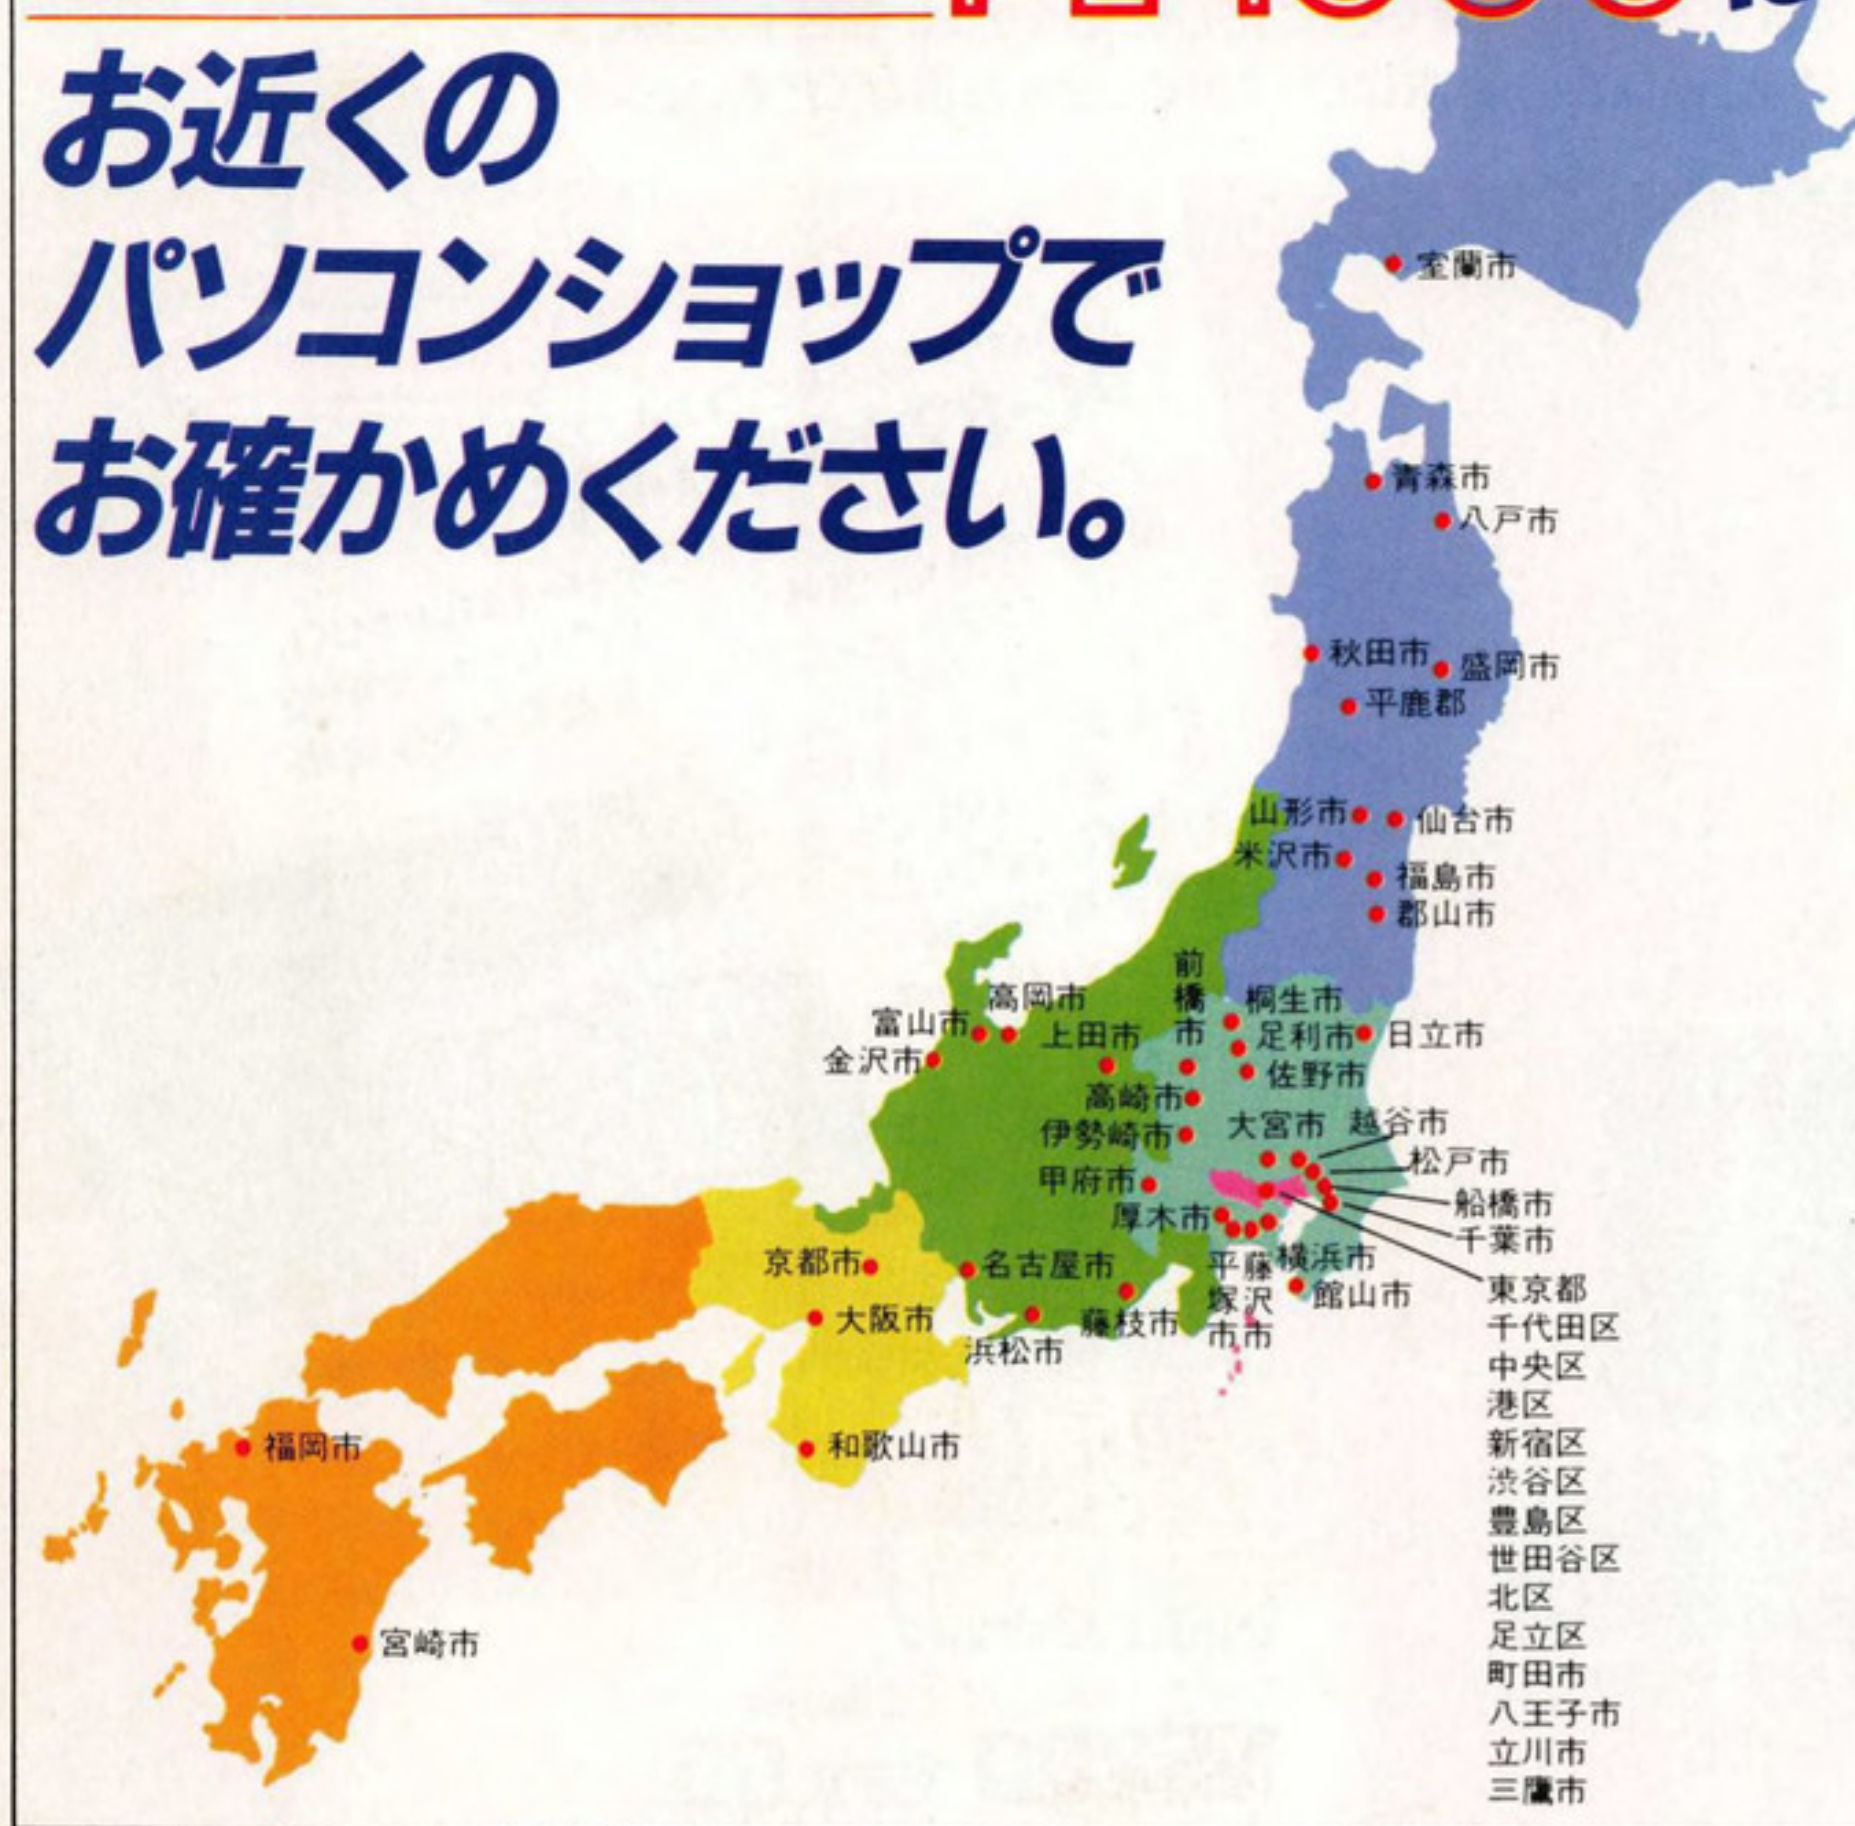 お近くの
パソコンショップで
お確かめください。
室蘭市
青森市
八戸市
秋田市
盛岡市
平鹿郡
山形市
仙台市
米沢市
福島市
郡山市
前橋市
桐生市
高岡市
富山市
上田市
足利市
日立市
金沢市
佐野市
高崎市
大宮市
越谷市
伊勢崎市
松戸市
甲府市
船橋市
厚木市
千葉市
京都市
名古屋市
平塚市
藤沢市
横浜市
館山市
大阪市
藤枝市
浜松市
和歌山市
福岡市
宮崎市
東京都
千代田区
中央区
港区
新宿区
渋谷区
豊島区
世田谷区
北区
足立区
町田市
八王子市
立川市
三鷹市